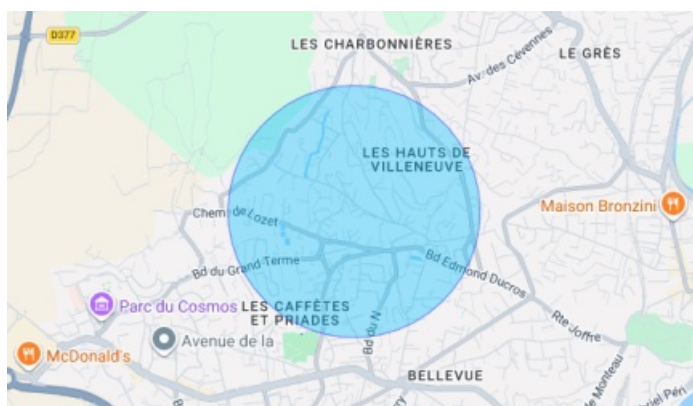 D377
LES CHARBONNIÈRES
LE GRÈS
Av. des Cévennes
LES HAUTS DE
VILLENEUVE
Chem. de Lozet
Maison Bronzini
Bd du Grand Terme
Bd Edmond Ducros
Parc du Cosmos
LES CAFFÈTES
ET PRIADES
Avenue de la
Bd du N
Rte Joffre
McDonald's
BELLEVUE
de Monteau